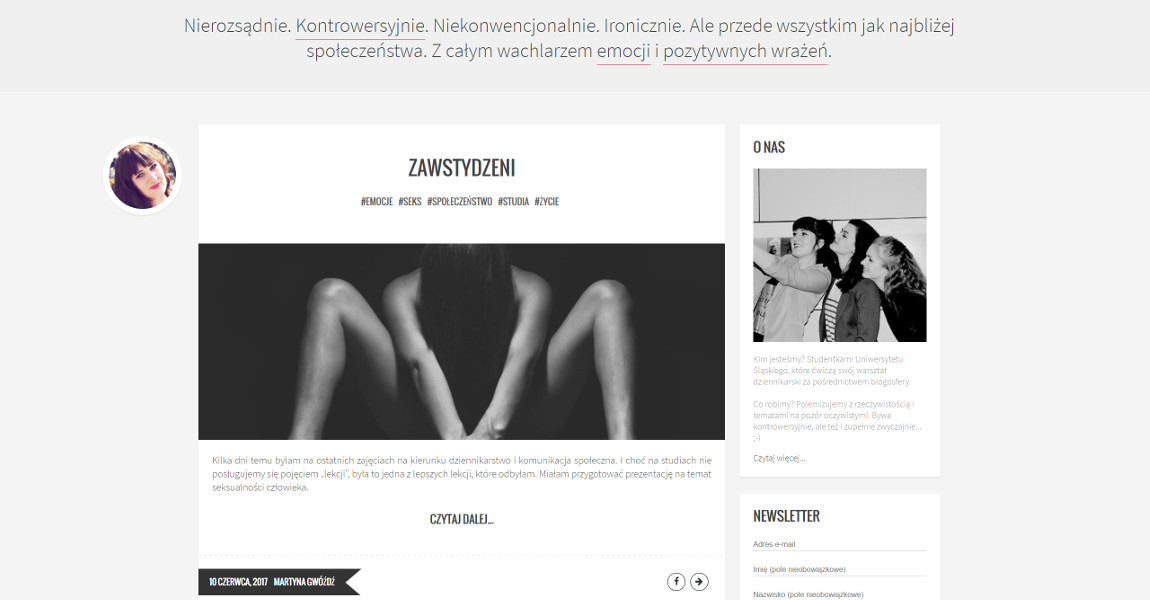 Nierozsądnie. Kontrowersyjnie. Niekonwencjonalnie. Ironicznie. Ale przede wszystkim jak najbliżej
społeczeństwa. Z całym wachlarzem emocji i pozytywnych wrażeń.
ZAWSTYDZENI
#EMOCJE #SEKS #SPOŁECZEŃSTWO #STUDIA #ŻYCIE
Kilka dni temu byłam na ostatnich zajęciach na kierunku dziennikarstwo i komunikacja społeczna. I choć na studiach nie
posługujemy się pojęciem „lekcji”, była to jedna z lepszych lekcji, które odbyłam. Miałam przygotować prezentację na temat
seksualności człowieka.
CZYTAJ DALEJ...
10 CZERWCA, 2017 MARTYNA GWÓŹDŹ
O NAS
Kim jesteśmy? Studentkami Uniwersytetu
Śląskiego, które ćwiczą swój warsztat
dziennikarski za pośrednictwem blogosfery.
Co robimy? Polemizujemy z rzeczywistością i
tematami na pozór oczywistymi. Bywa
kontrowersyjnie, ale też i zupełnie zwyczajnie...
;-)
Czytaj więcej...
NEWSLETTER
Adres e-mail
Imię (pole nieobowiązkowe)
Nazwisko (pole nieobowiązkowe)